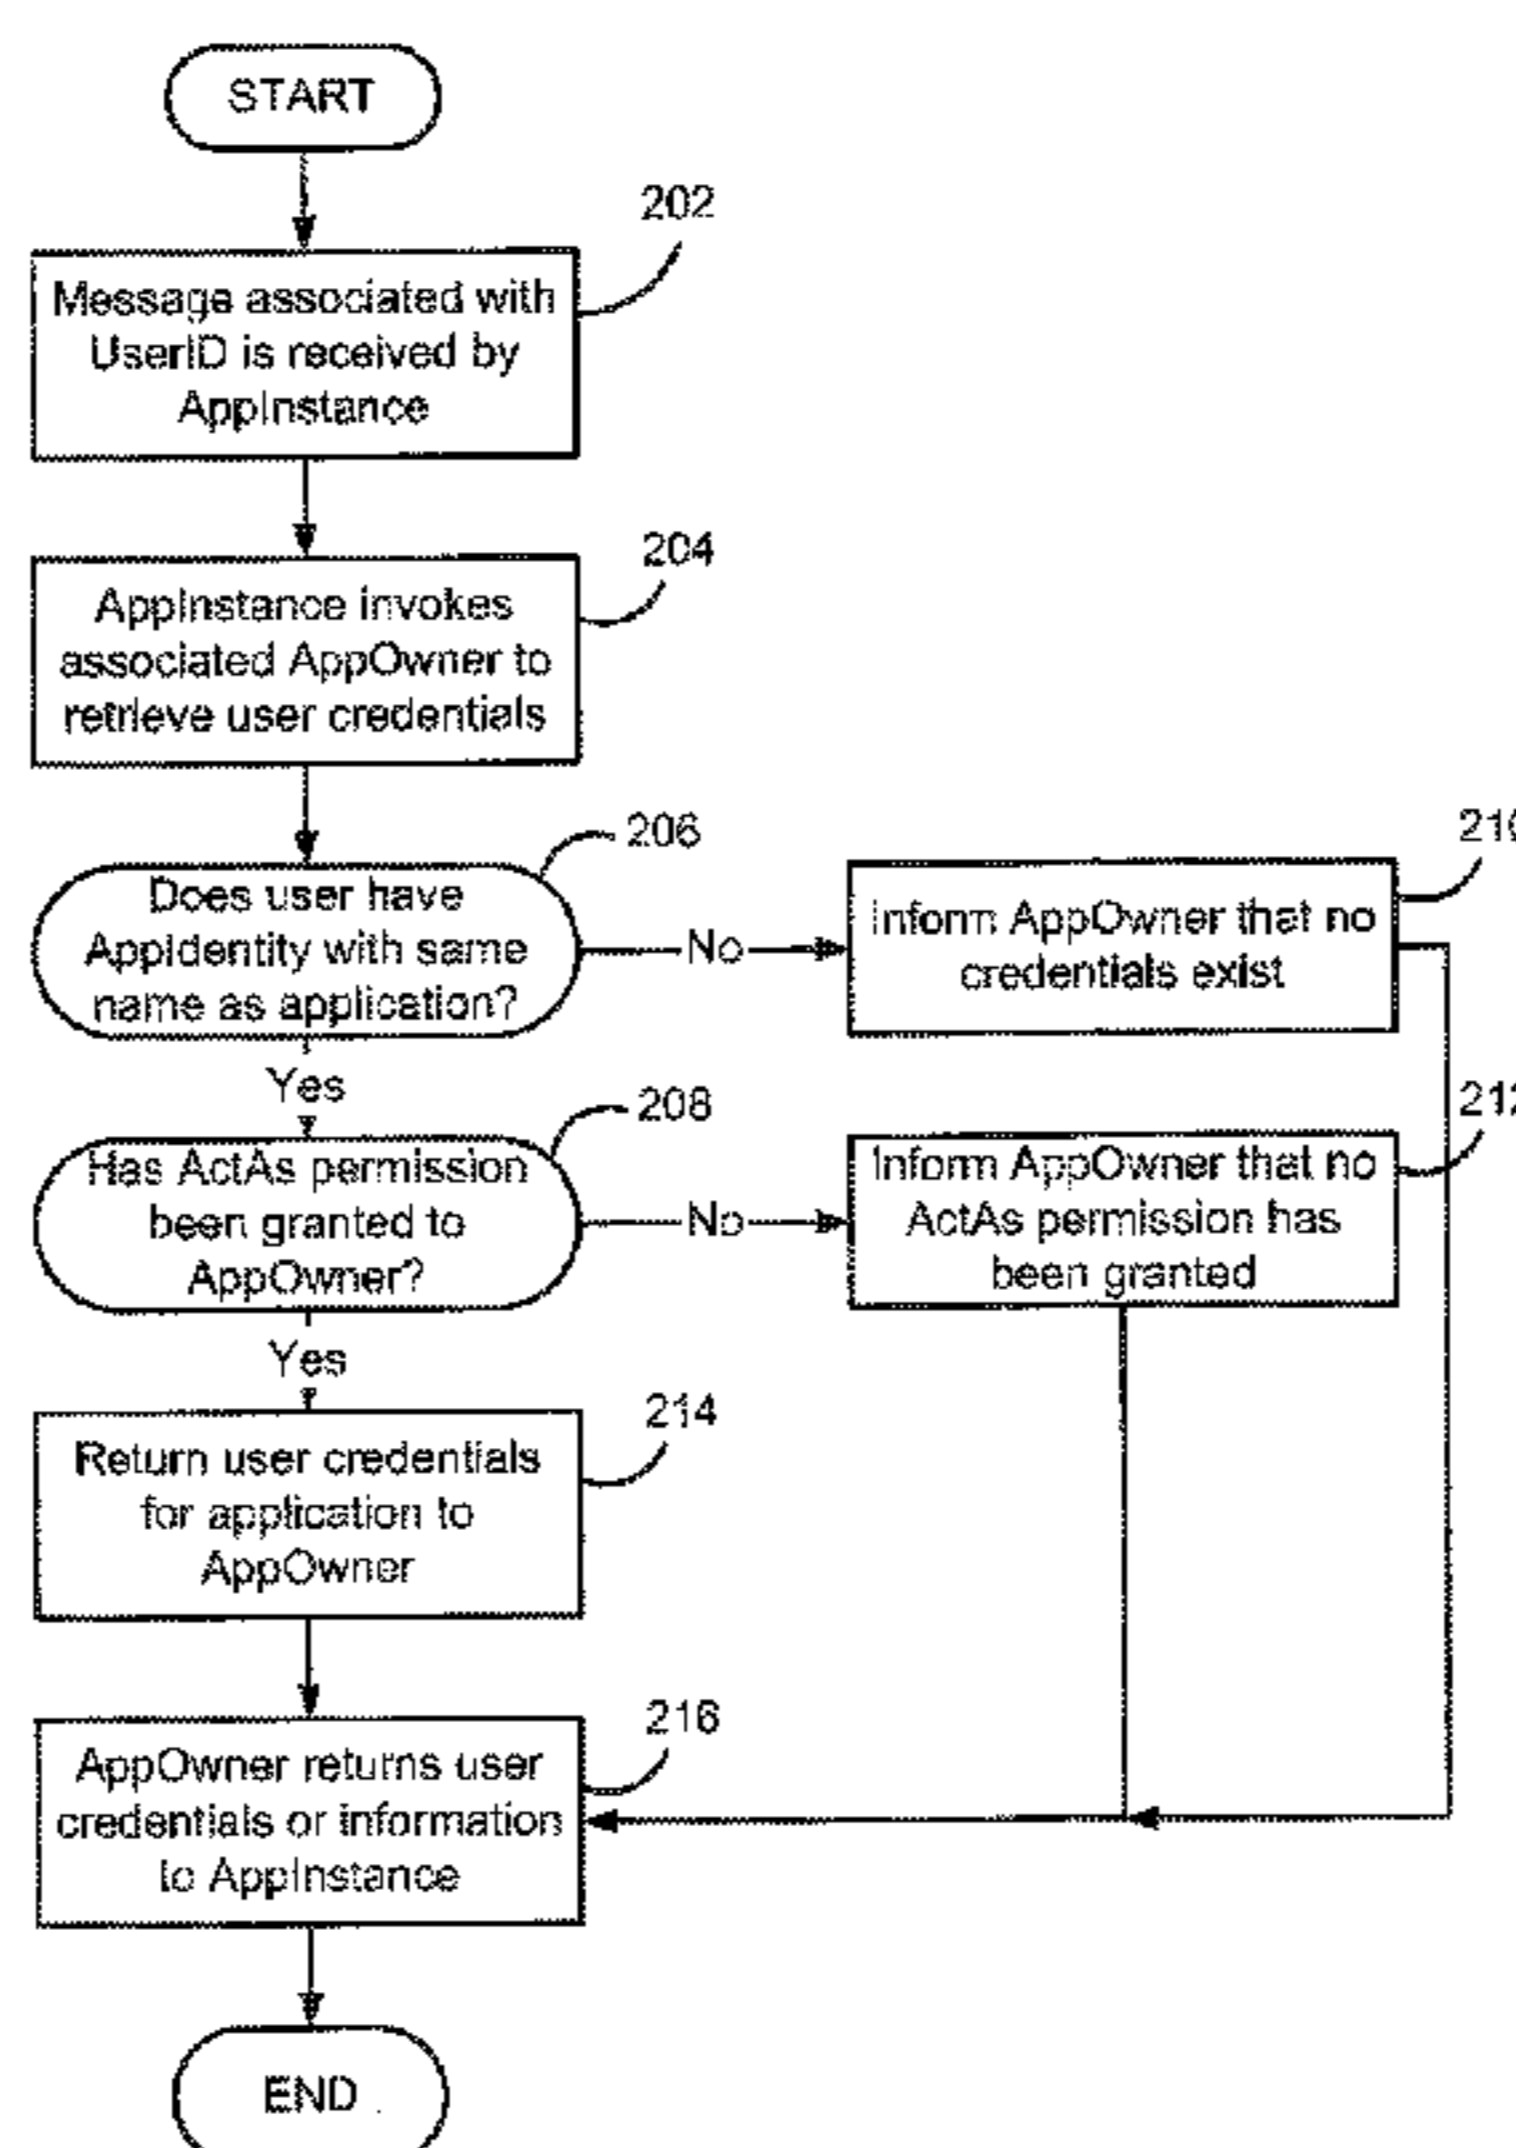 START
202
Message associated with
UserID is received by
AppInstance
204
AppInstance invokes
associated AppOwner to
retrieve user credentials
206
Does user have
AppIdentity with same
name as application?
No
210
Inform AppOwner that no
credentials exist
Yes
208
Has ActAs permission
been granted to
AppOwner?
No
212
Inform AppOwner that no
ActAs permission has
been granted
Yes
214
Return user credentials
for application to
AppOwner
216
AppOwner returns user
credentials or information
to AppInstance
END